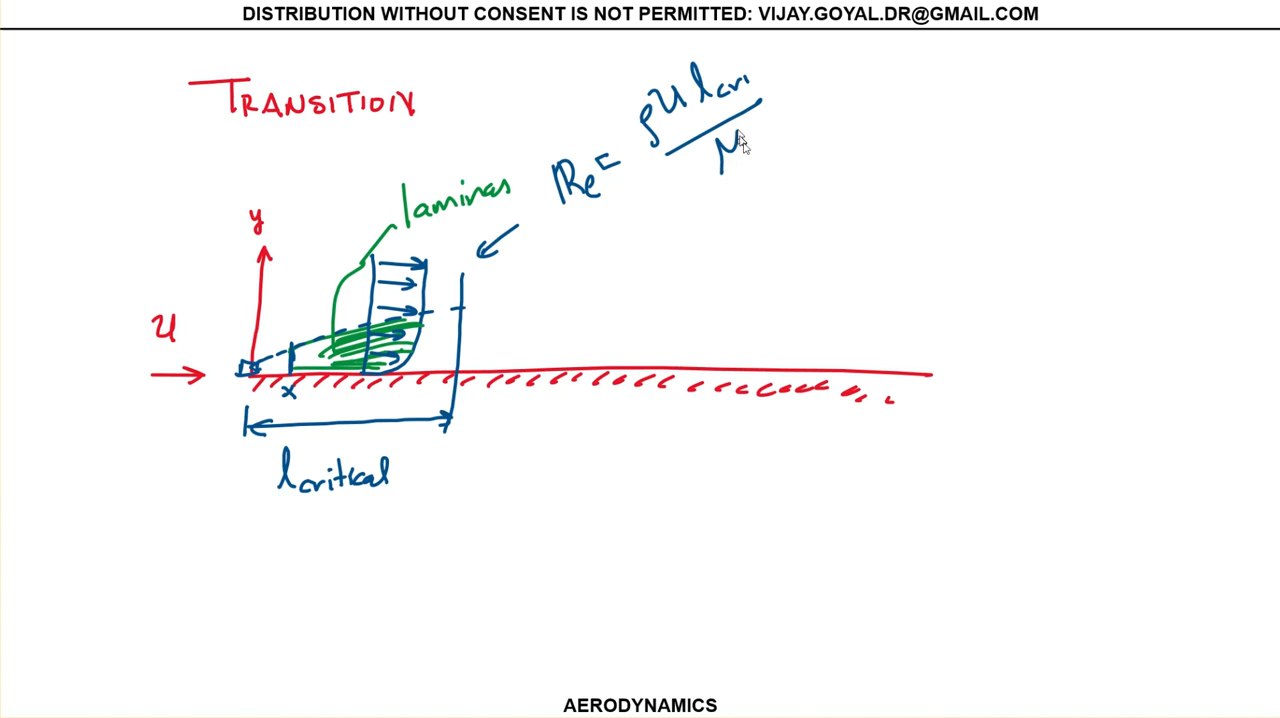 DISTRIBUTION WITHOUT CONSENT IS NOT PERMITTED: VIJAY.GOYAL.DR@GMAIL.COM
TRANSITION
Re = ρU lcri
μ
laminar
y
U
x
lcritical
AERODYNAMICS